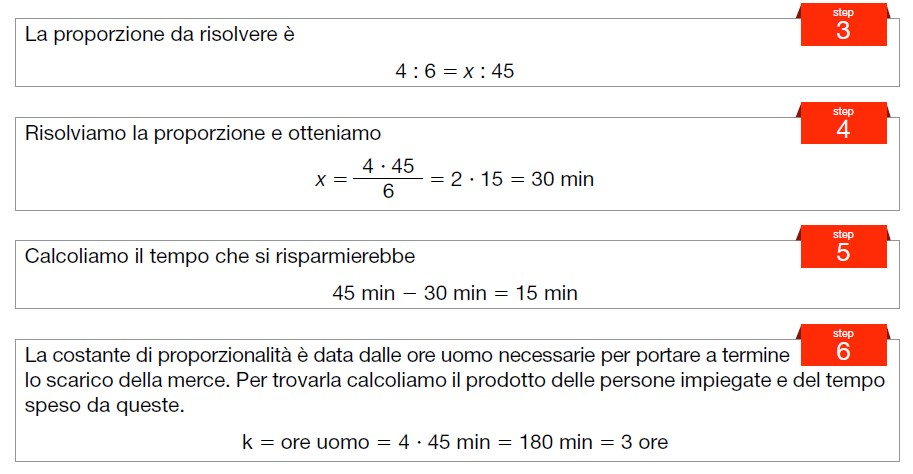 step
3
La proporzione da risolvere è
4 : 6 = x : 45
step
4
Risolviamo la proporzione e otteniamo
x = 4 · 45 / 6 = 2 · 15 = 30 min
step
5
Calcoliamo il tempo che si risparmierebbe
45 min − 30 min = 15 min
step
6
La costante di proporzionalità è data dalle ore uomo necessarie per portare a termine
lo scarico della merce. Per trovarla calcoliamo il prodotto delle persone impiegate e del tempo
speso da queste.
k = ore uomo = 4 · 45 min = 180 min = 3 ore